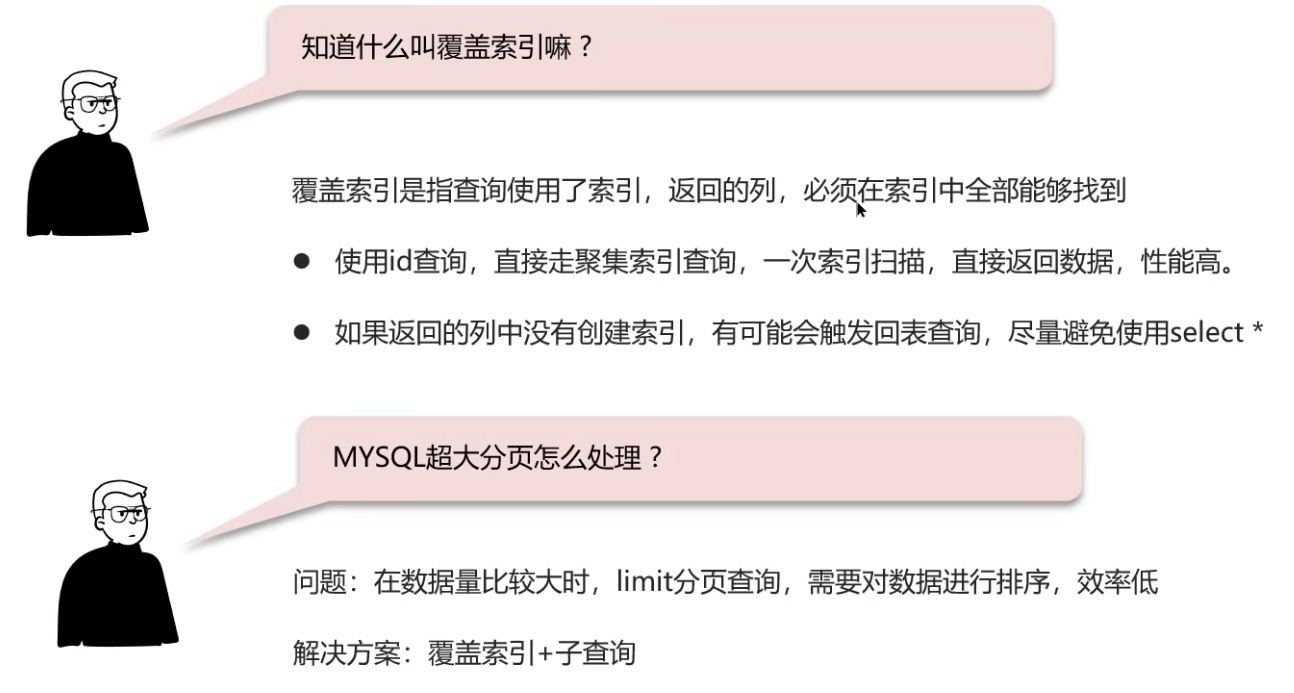 知道什么叫覆盖索引嘛？
覆盖索引是指查询使用了索引，返回的列，必须在索引中全部能够找到
● 使用id查询，直接走聚集索引查询，一次索引扫描，直接返回数据，性能高。
● 如果返回的列中没有创建索引，有可能会触发回表查询，尽量避免使用select *
MYSQL超大分页怎么处理？
问题：在数据量比较大时，limit分页查询，需要对数据进行排序，效率低
解决方案：覆盖索引+子查询